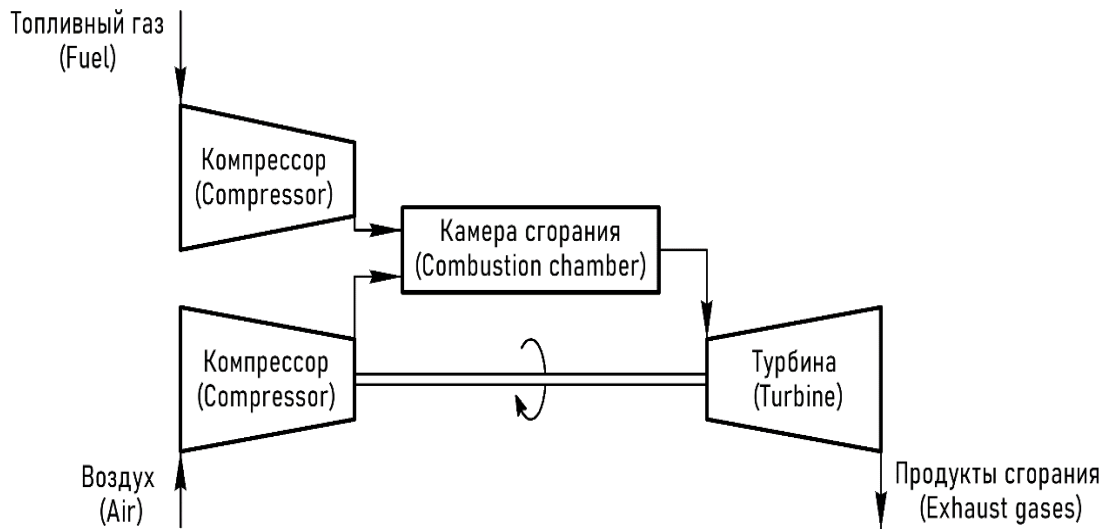 Топливный газ
(Fuel)
Компрессор
(Compressor)
Камера сгорания
(Combustion chamber)
Компрессор
(Compressor)
Турбина
(Turbine)
Воздух
(Air)
Продукты сгорания
(Exhaust gases)